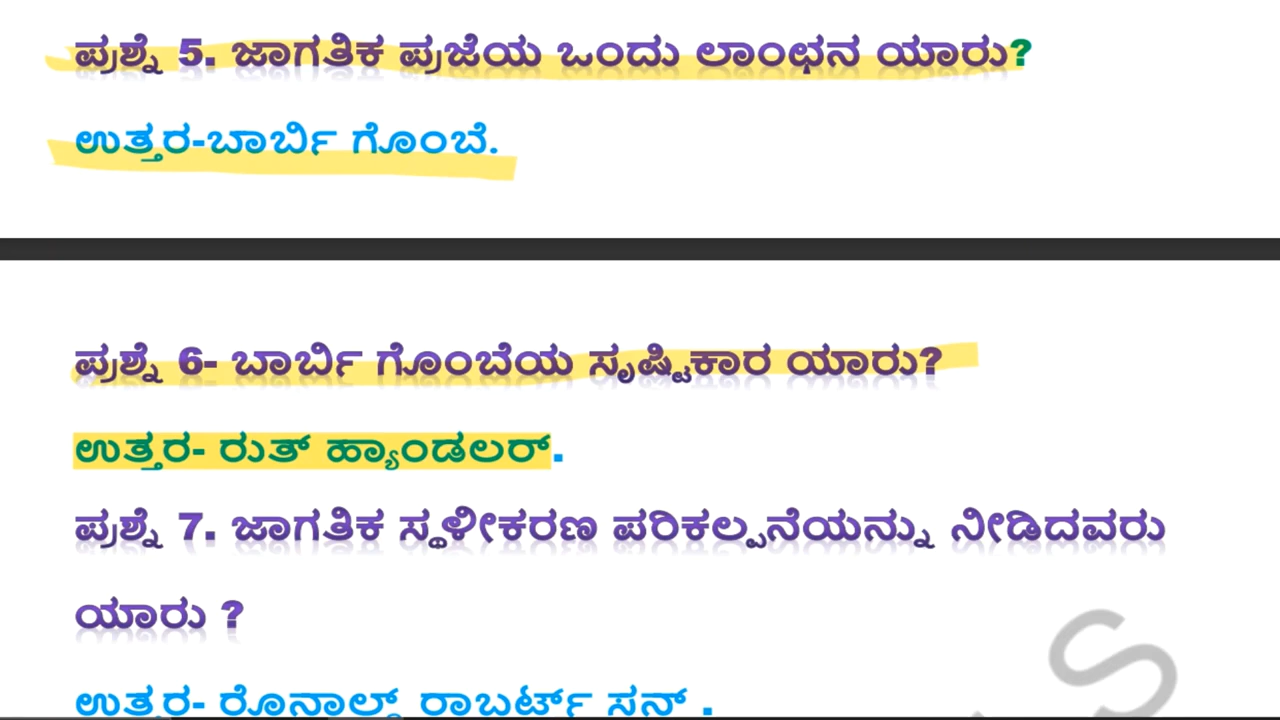 ಪ್ರಶ್ನೆ 5. ಜಾಗತಿಕ ಪ್ರಜೆಯ ಒಂದು ಲಾಂಛನ ಯಾರು?
ಉತ್ತರ-ಬಾರ್ಬಿ ಗೊಂಬೆ.
ಪ್ರಶ್ನೆ 6- ಬಾರ್ಬಿ ಗೊಂಬೆಯ ಸೃಷ್ಟಿಕಾರ ಯಾರು?
ಉತ್ತರ- ರುತ್ ಹ್ಯಾಂಡಲರ್.
ಪ್ರಶ್ನೆ 7. ಜಾಗತಿಕ ಸ್ಥಳೀಕರಣ ಪರಿಕಲ್ಪನೆಯನ್ನು ನೀಡಿದವರು
ಯಾರು ?
ಉತ್ತರ- ರೊನಾಲ್ಡ್ ರಾಬರ್ಟ್ ಸನ್ .